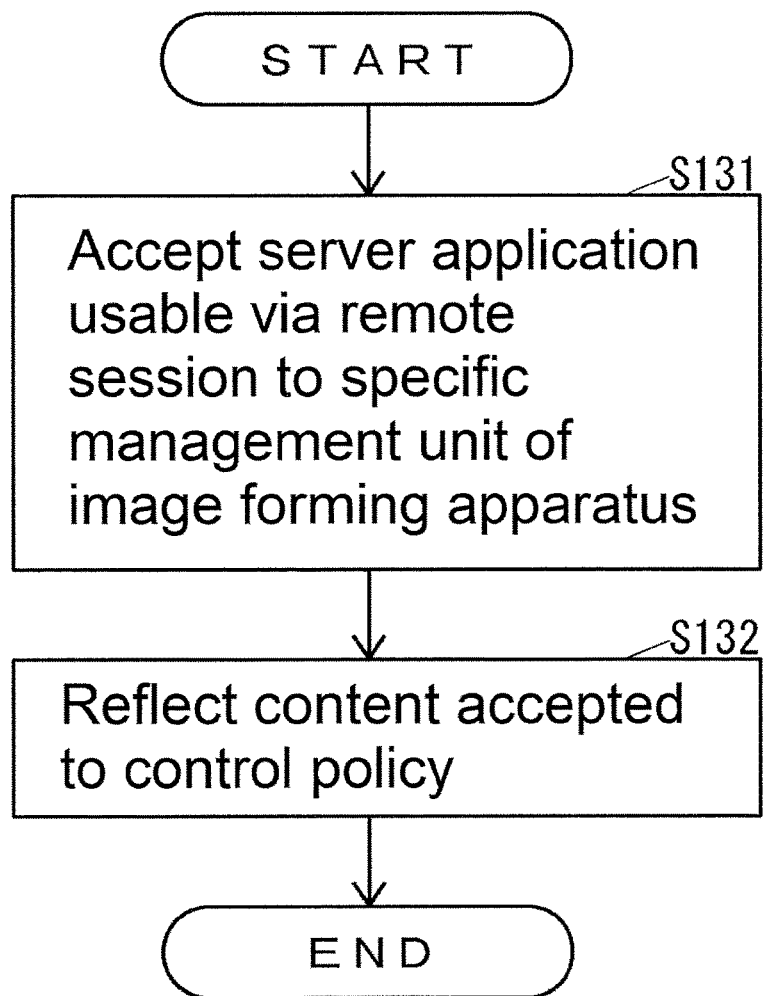 START
S131
Accept server application
usable via remote
session to specific
management unit of
image forming apparatus
S132
Reflect content accepted
to control policy
END